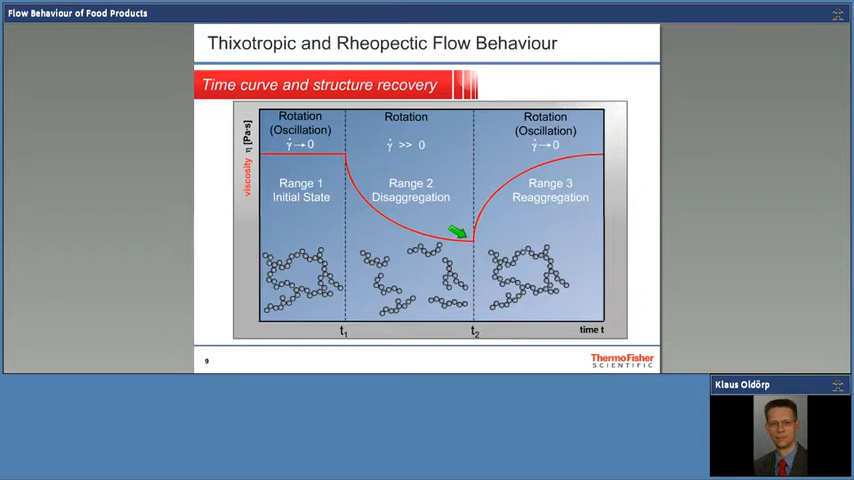 Flow Behaviour of Food Products
Thixotropic and Rheopectic Flow Behaviour
Time curve and structure recovery
Rotation
(Oscillation)
γ̇→0
Rotation
γ̇ >> 0
Rotation
(Oscillation)
γ̇→0
viscosity η [Pa·s]
Range 1
Initial State
Range 2
Disaggregation
Range 3
Reaggregation
t1
t2
time t
9
ThermoFisher
SCIENTIFIC
Klaus Oldörp